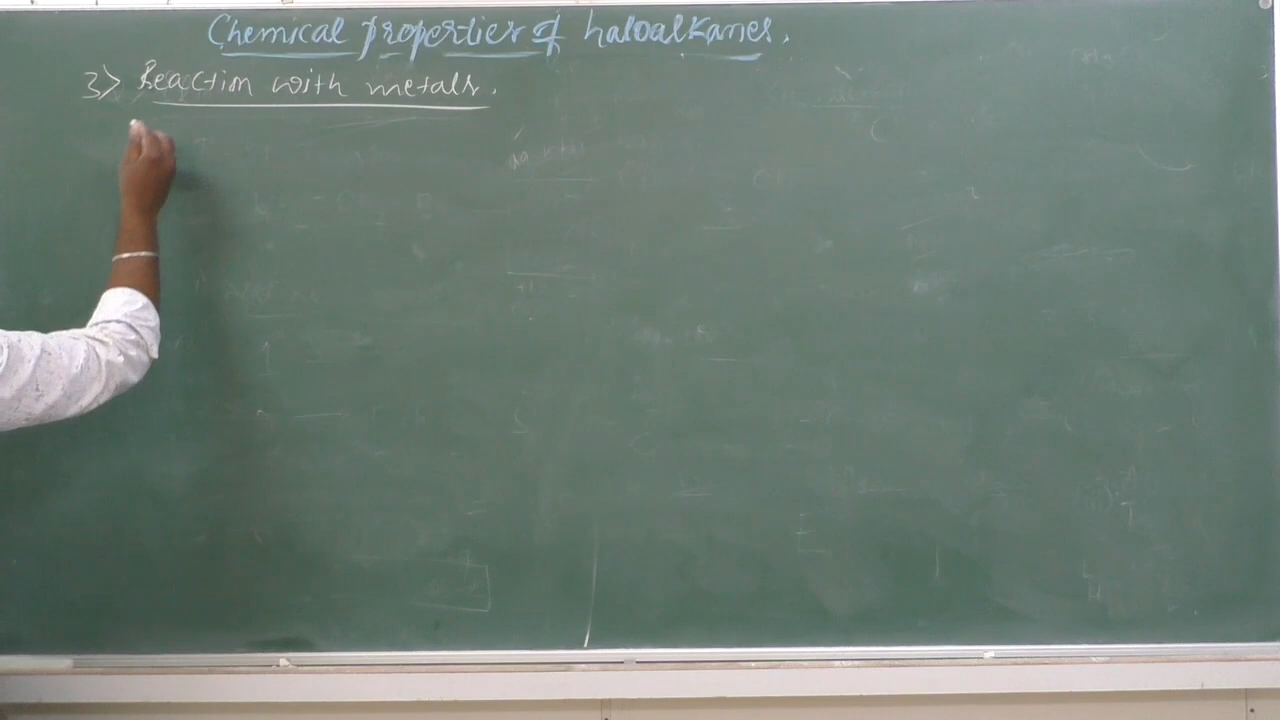 Chemical properties of haloalkanes.
3> Reaction with metals.